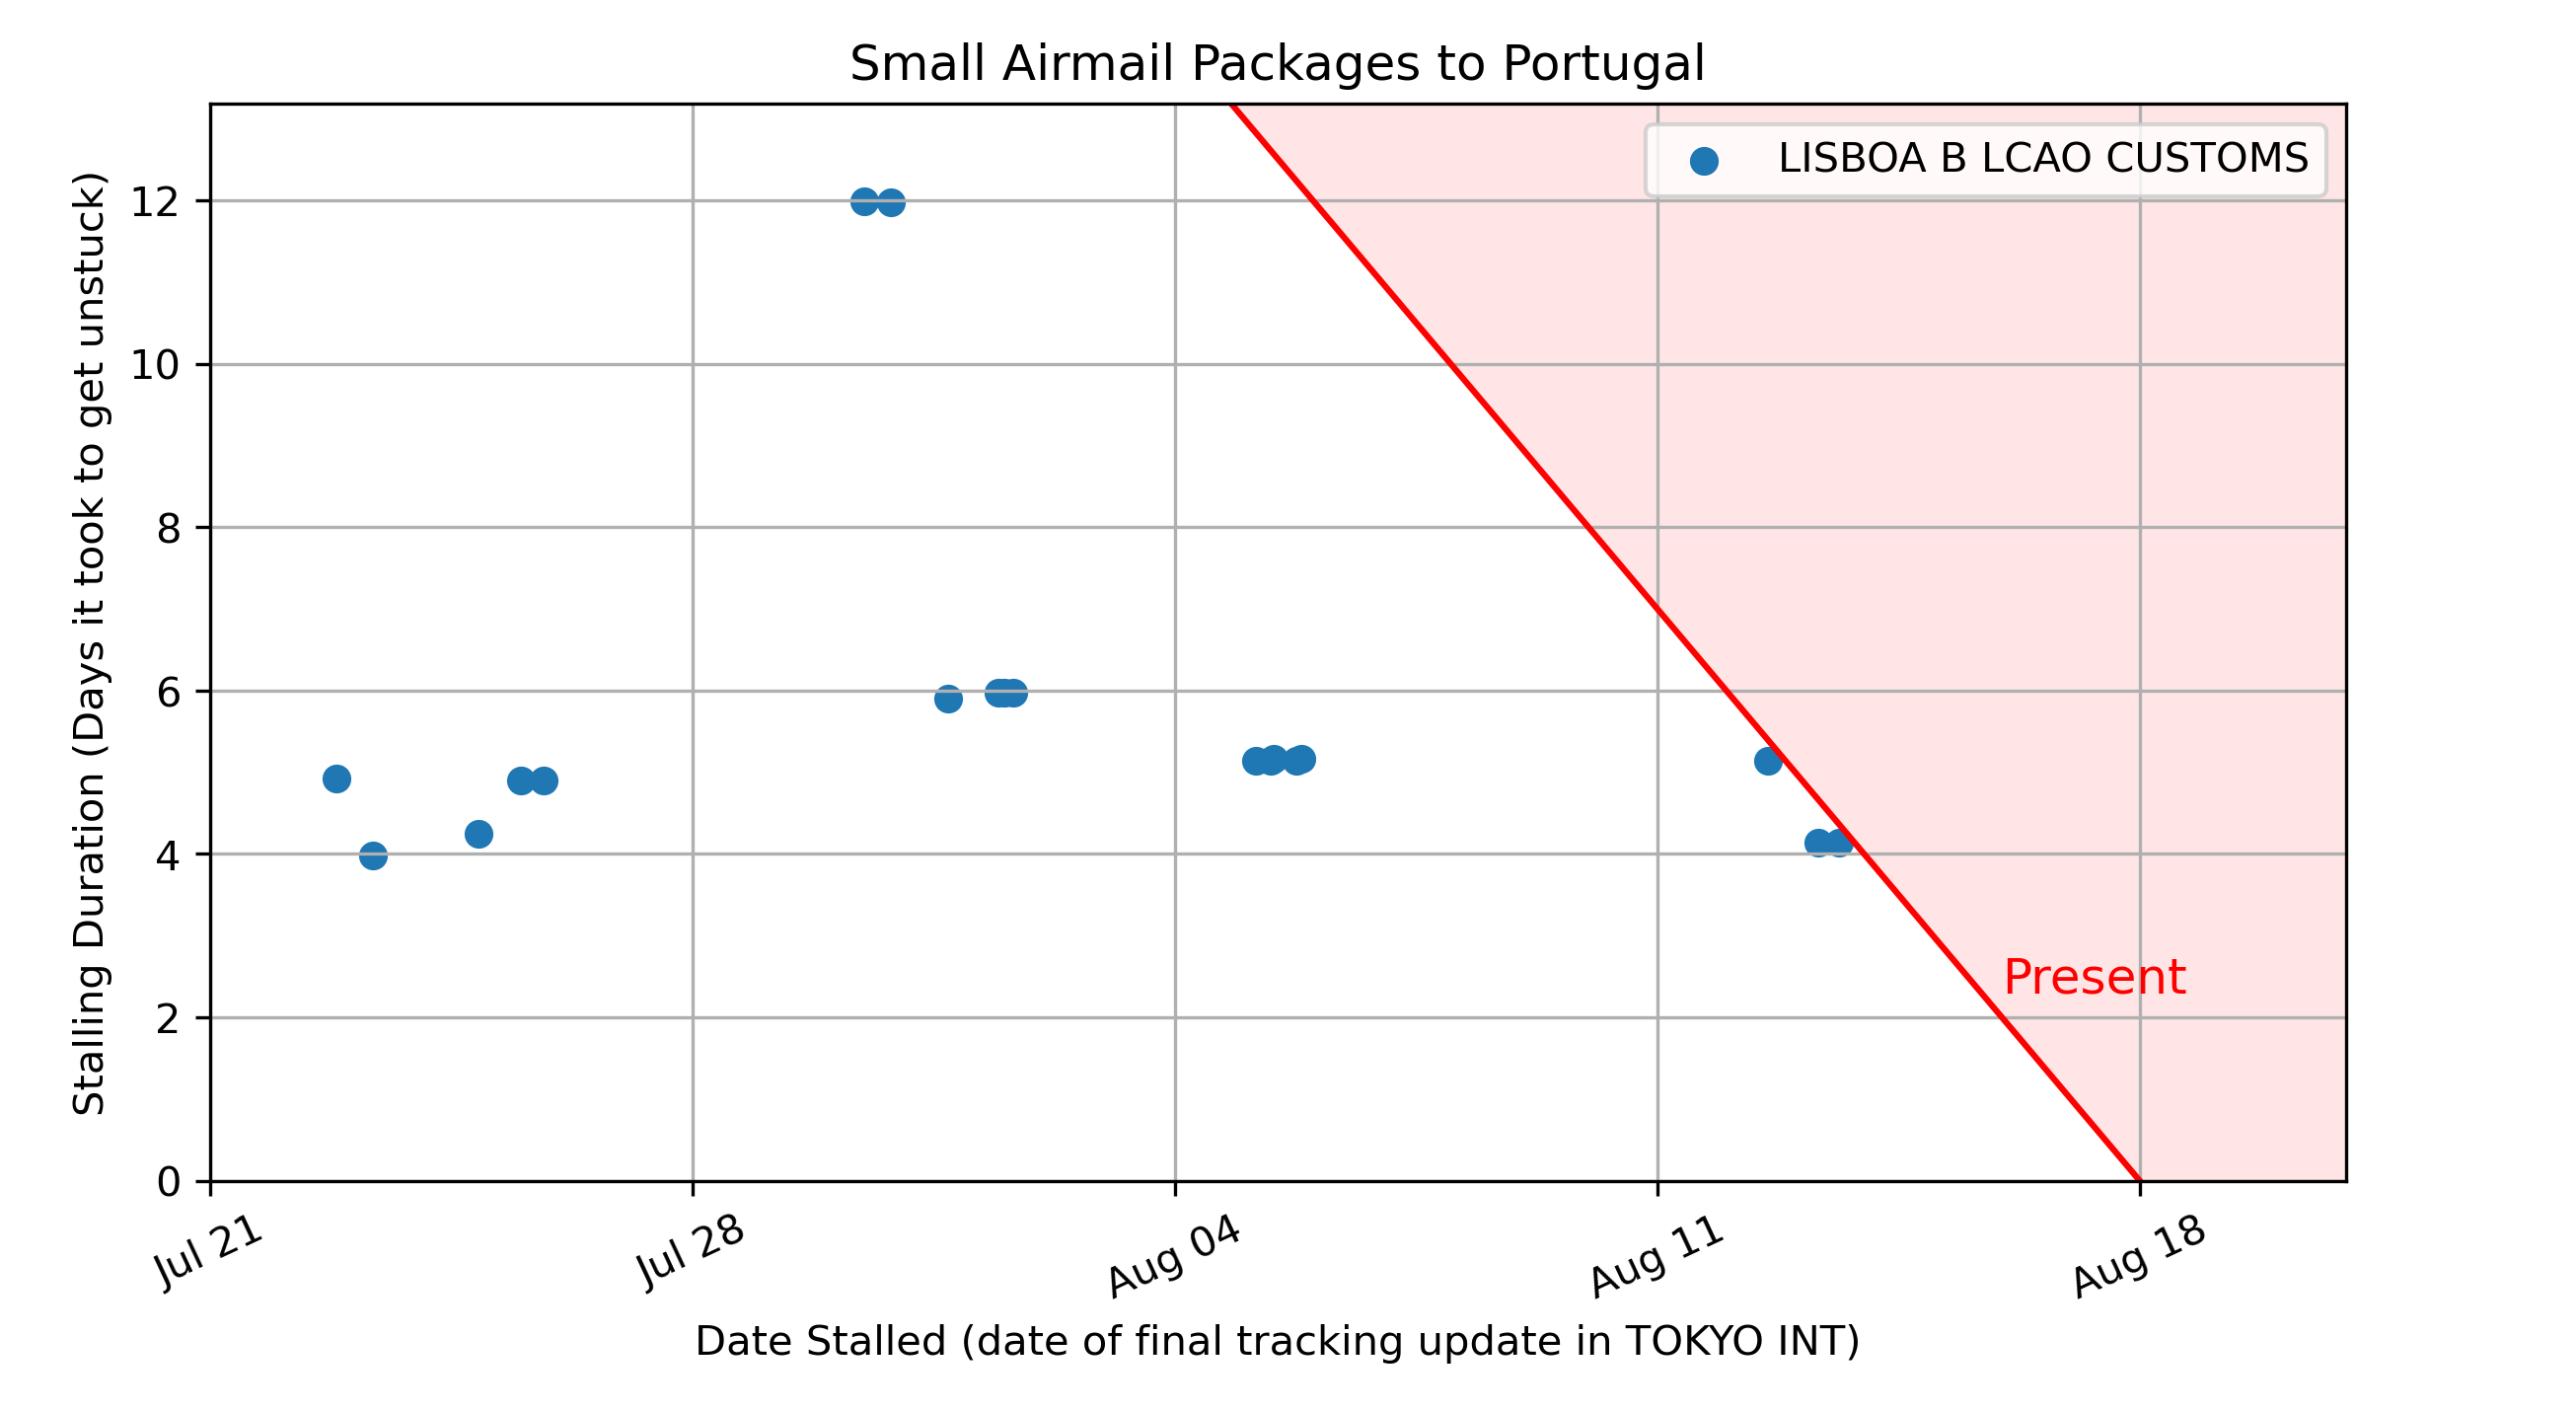 Small Airmail Packages to Portugal
LISBOA B LCAO CUSTOMS
Stalling Duration (Days it took to get unstuck)
12
10
8
6
4
2
0
Present
Jul 21
Jul 28
Aug 04
Aug 11
Aug 18
Date Stalled (date of final tracking update in TOKYO INT)